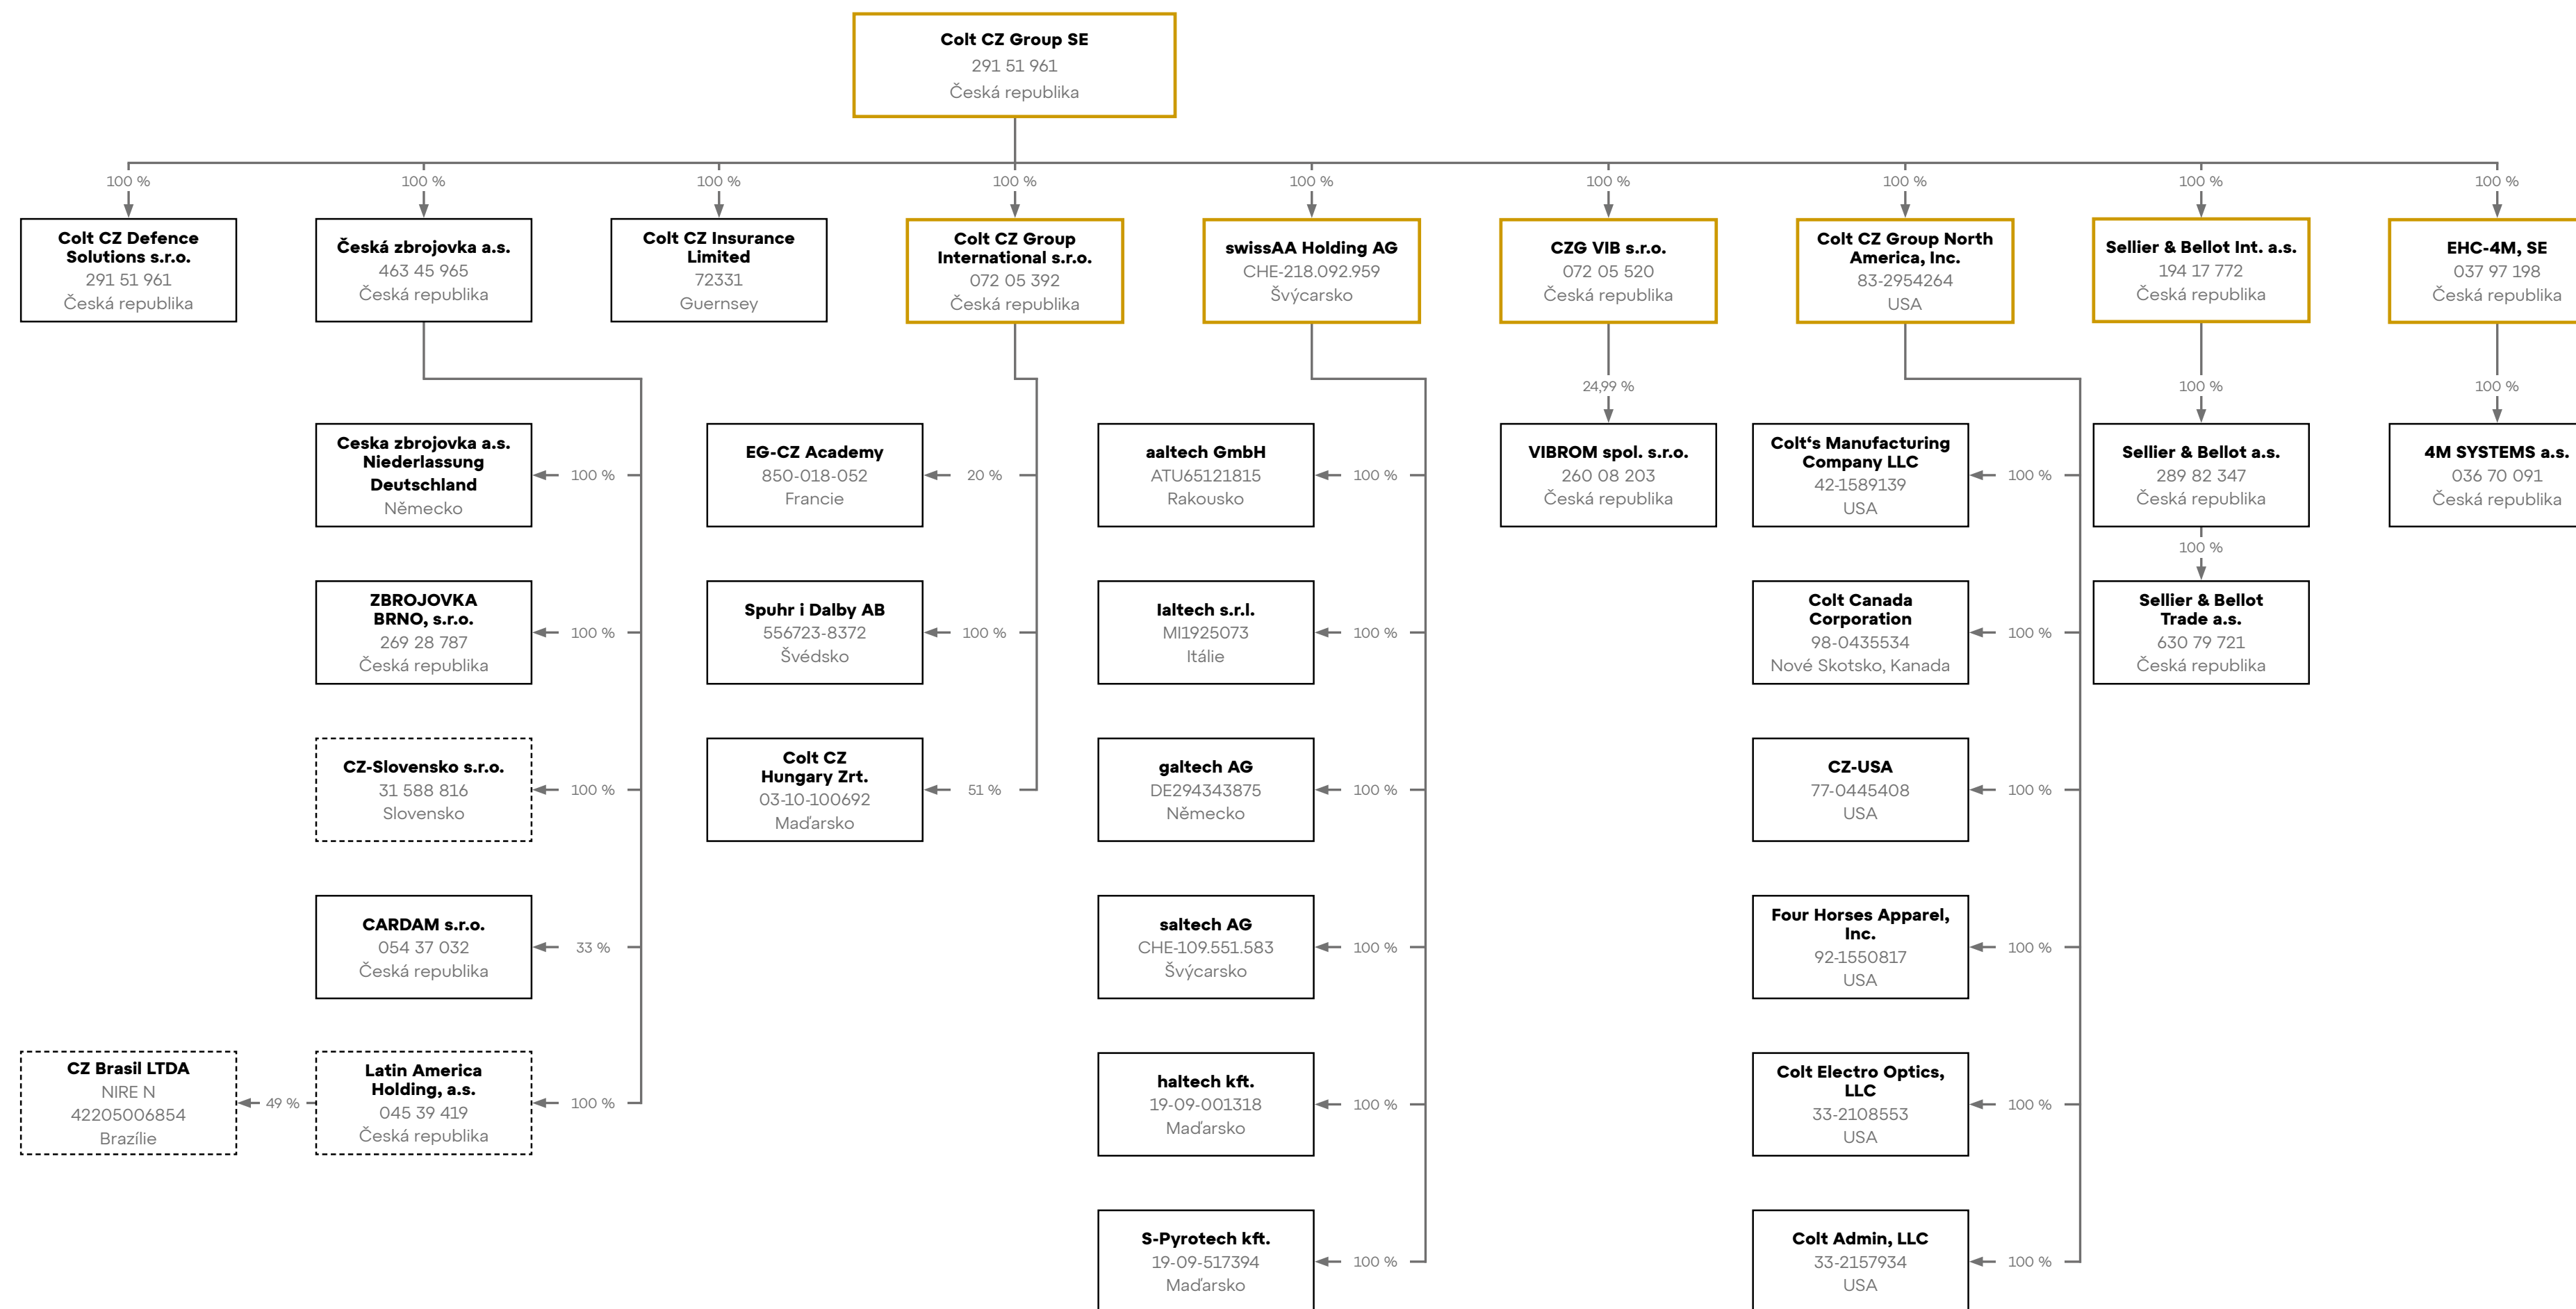 Colt CZ Group SE
291 51 961
Česká republika
100 %
100 %
100 %
100 %
100 %
100 %
100 %
100 %
100 %
Colt CZ Defence
Solutions s.r.o.
291 51 961
Česká republika
Česká zbrojovka a.s.
463 45 965
Česká republika
Colt CZ Insurance
Limited
72331
Guernsey
Colt CZ Group
International s.r.o.
072 05 392
Česká republika
swissAA Holding AG
CHE-218.092.959
Švýcarsko
CZG VIB s.r.o.
072 05 520
Česká republika
Colt CZ Group North
America, Inc.
83-2954264
USA
Sellier & Bellot Int. a.s.
194 17 772
Česká republika
EHC-4M, SE
037 97 198
Česká republika
24,99 %
100 %
100 %
Ceska zbrojovka a.s.
Niederlassung
Deutschland
Německo
100 %
EG-CZ Academy
850-018-052
Francie
20 %
aaltech GmbH
ATU65121815
Rakousko
100 %
VIBROM spol. s.r.o.
260 08 203
Česká republika
Colt‘s Manufacturing
Company LLC
42-1589139
USA
100 %
Sellier & Bellot a.s.
289 82 347
Česká republika
4M SYSTEMS a.s.
036 70 091
Česká republika
100 %
ZBROJOVKA
BRNO, s.r.o.
269 28 787
Česká republika
100 %
Spuhr i Dalby AB
556723-8372
Švédsko
100 %
Ialtech s.r.l.
MI1925073
Itálie
100 %
Colt Canada
Corporation
98-0435534
Nové Skotsko, Kanada
100 %
Sellier & Bellot
Trade a.s.
630 79 721
Česká republika
CZ-Slovensko s.r.o.
31 588 816
Slovensko
100 %
Colt CZ
Hungary Zrt.
03-10-100692
Maďarsko
51 %
galtech AG
DE294343875
Německo
100 %
CZ-USA
77-0445408
USA
100 %
CARDAM s.r.o.
054 37 032
Česká republika
33 %
saltech AG
CHE-109.551.583
Švýcarsko
100 %
Four Horses Apparel,
Inc.
92-1550817
USA
100 %
CZ Brasil LTDA
NIRE N
42205006854
Brazílie
49 %
Latin America
Holding, a.s.
045 39 419
Česká republika
100 %
haltech kft.
19-09-001318
Maďarsko
100 %
Colt Electro Optics,
LLC
33-2108553
USA
100 %
S-Pyrotech kft.
19-09-517394
Maďarsko
100 %
Colt Admin, LLC
33-2157934
USA
100 %